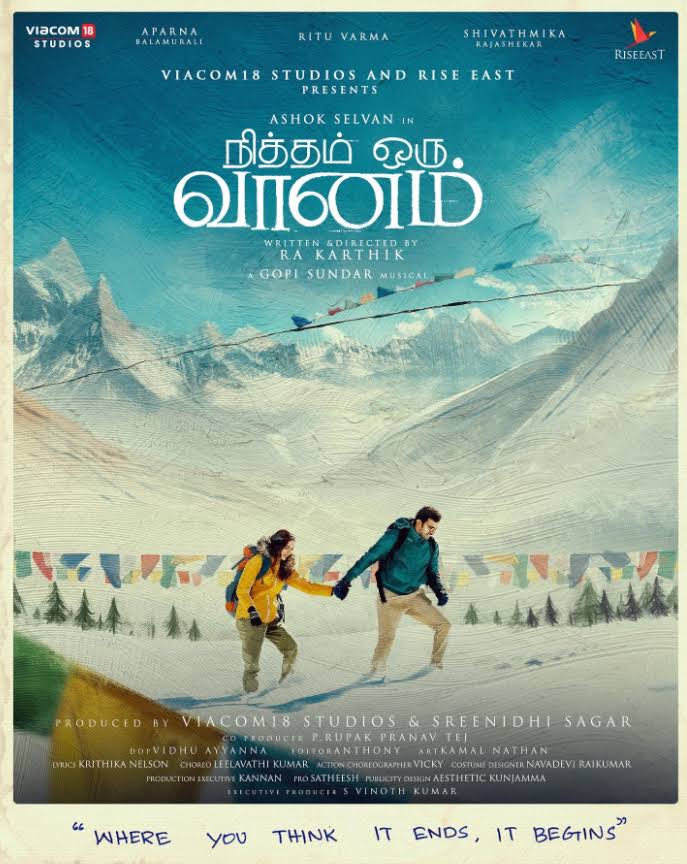 VIACOM 18
STUDIOS
APARNA
BALAMURALI
RITU VARMA
SHIVATHMIKA
RAJASHEKAR
RISEEAST
VIACOM18 STUDIOS AND RISE EAST
PRESENTS
ASHOK SELVAN IN
நித்தம் ஒரு
வானம்
WRITTEN & DIRECTED BY
RA KARTHIK
A GOPI SUNDAR MUSICAL
PRODUCED BY VIACOM18 STUDIOS & SREENIDHI SAGAR
CO PRODUCER P.RUPAK PRANAV TEJ
DOP VIDHU AYYANNA EDITOR ANTHONY ART KAMAL NATHAN
LYRICS KRITHIKA NELSON CHOREO LEELAVATHI KUMAR ACTION CHOREOGRAPHER VICKY COSTUME DESIGNER NAVADEVI RAJKUMAR
PRODUCTION EXECUTIVE KANNAN PRO SATHEESH PUBLICITY DESIGN AESTHETIC KUNJAMMA
EXECUTIVE PRODUCER S VINOTH KUMAR
"WHERE YOU THINK IT ENDS, IT BEGINS"